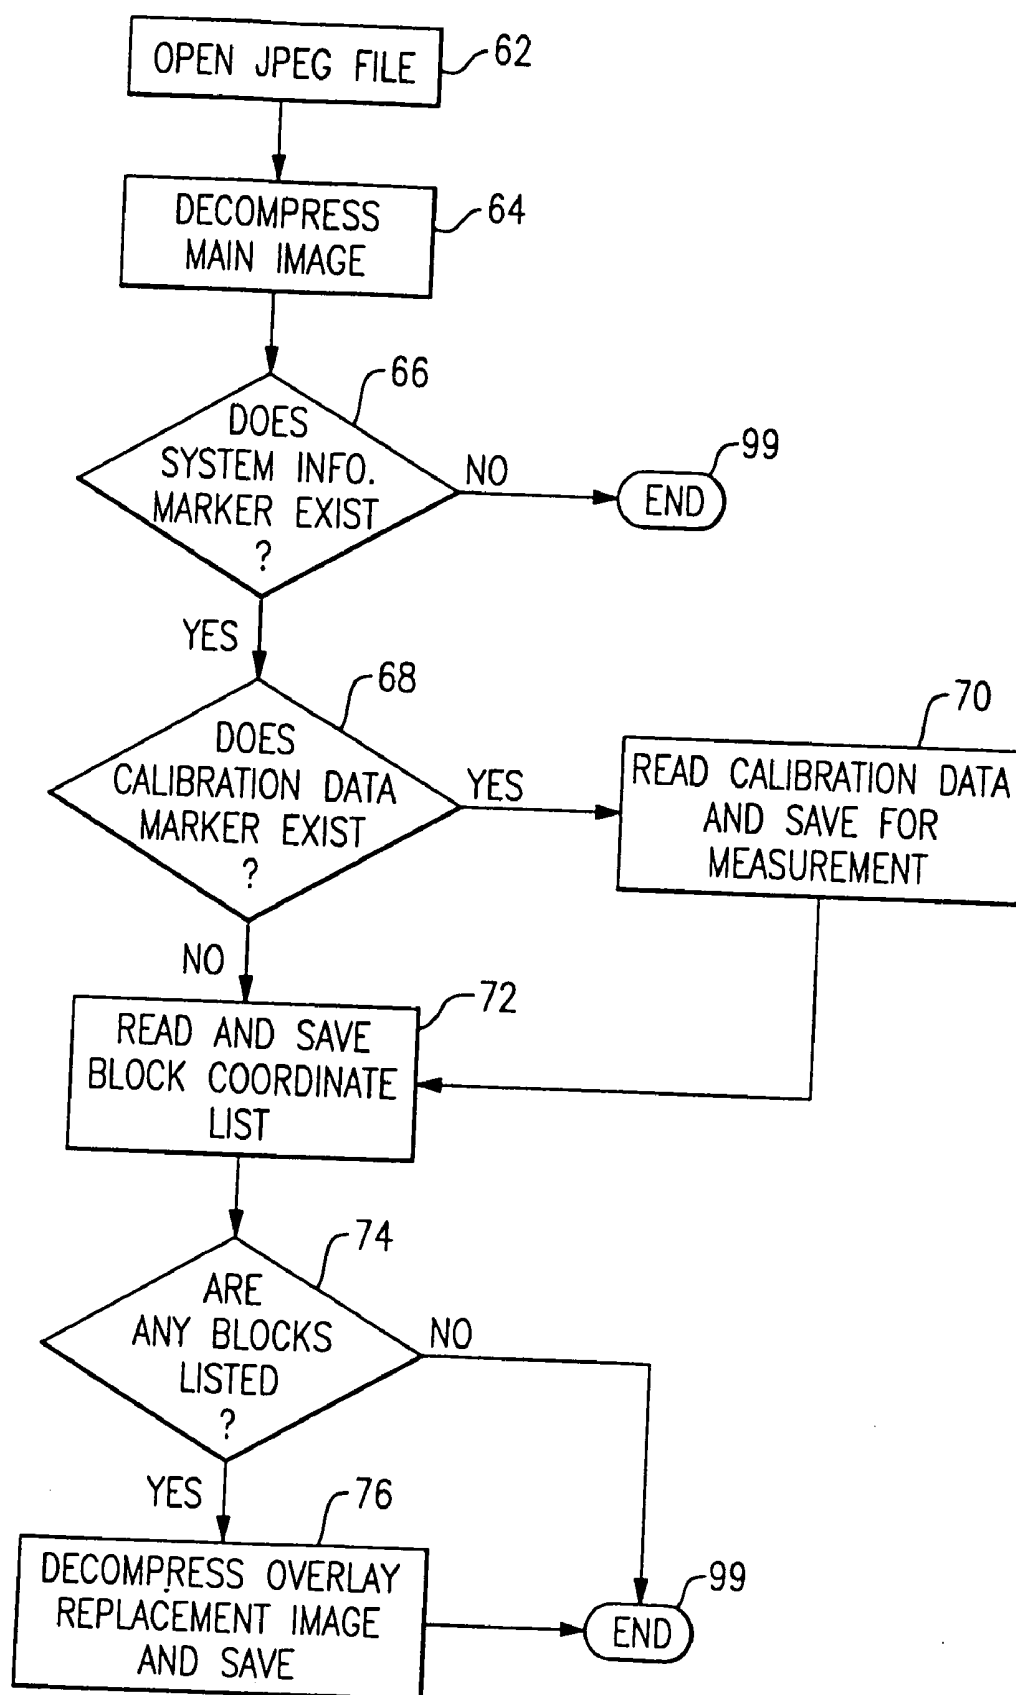 OPEN JPEG FILE
62
DECOMPRESS
MAIN IMAGE
64
66
DOES
SYSTEM INFO.
MARKER EXIST
?
NO
99
END
YES
68
DOES
CALIBRATION DATA
MARKER EXIST
?
YES
70
READ CALIBRATION DATA
AND SAVE FOR
MEASUREMENT
NO
72
READ AND SAVE
BLOCK COORDINATE
LIST
74
ARE
ANY BLOCKS
LISTED
?
NO
YES
76
DECOMPRESS OVERLAY
REPLACEMENT IMAGE
AND SAVE
99
END